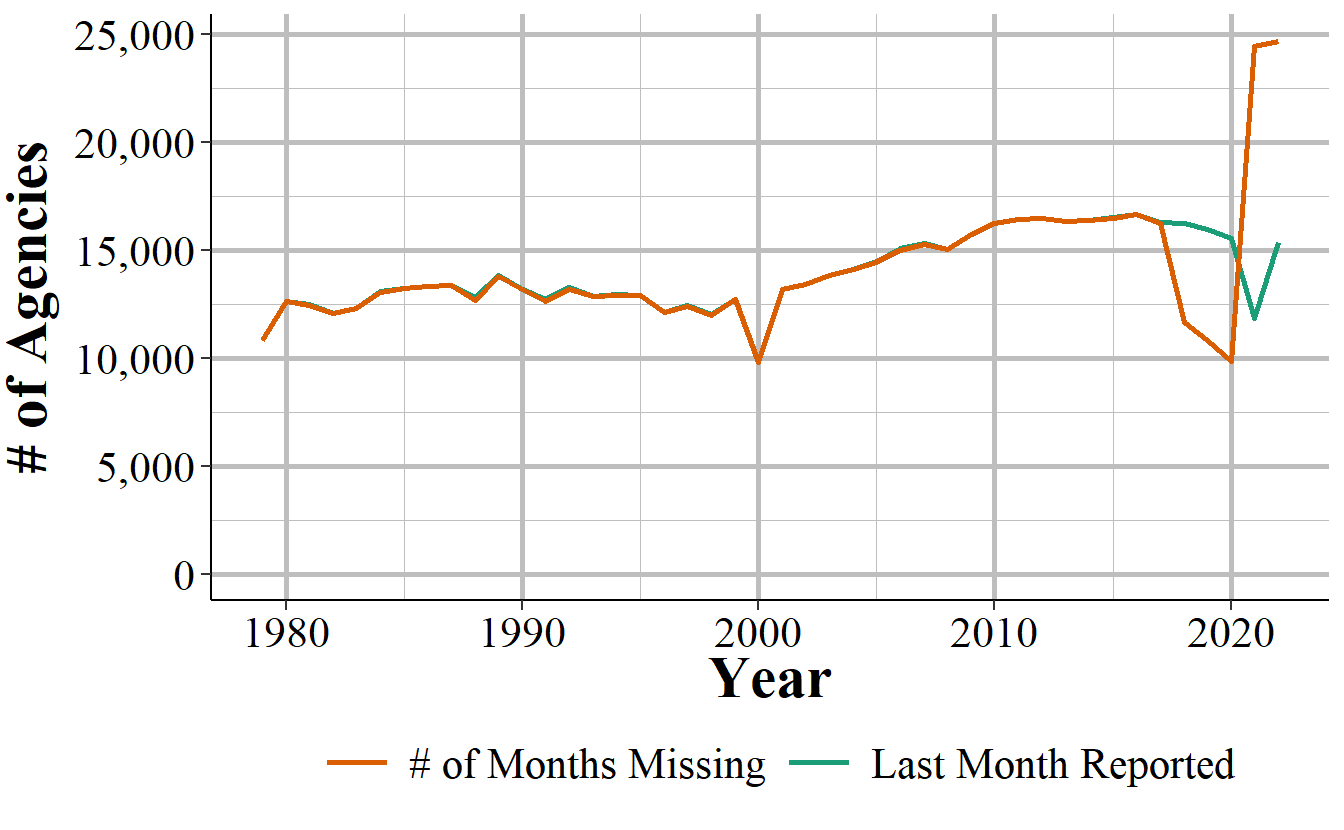 # of Agencies
25,000
20,000
15,000
10,000
5,000
0
1980 1990 2000 2010 2020
Year
# of Months Missing Last Month Reported